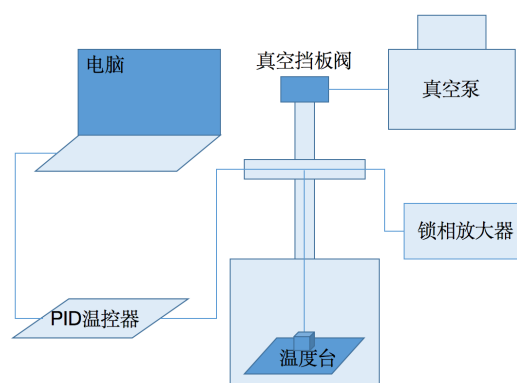 电脑
真空挡板阀
真空泵
锁相放大器
PID温控器
温度台